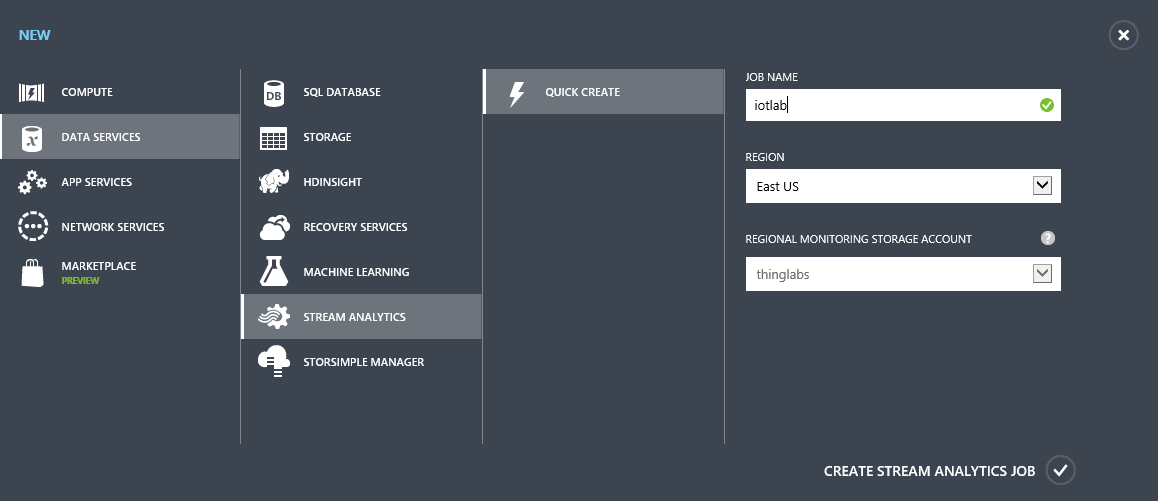 NEW
COMPUTE
DATA SERVICES
APP SERVICES
NETWORK SERVICES
MARKETPLACE
PREVIEW
DB
SQL DATABASE
STORAGE
HDINSIGHT
RECOVERY SERVICES
MACHINE LEARNING
STREAM ANALYTICS
STORSIMPLE MANAGER
QUICK CREATE
JOB NAME
iotlab
REGION
East US
REGIONAL MONITORING STORAGE ACCOUNT ?
thinglabs
CREATE STREAM ANALYTICS JOB